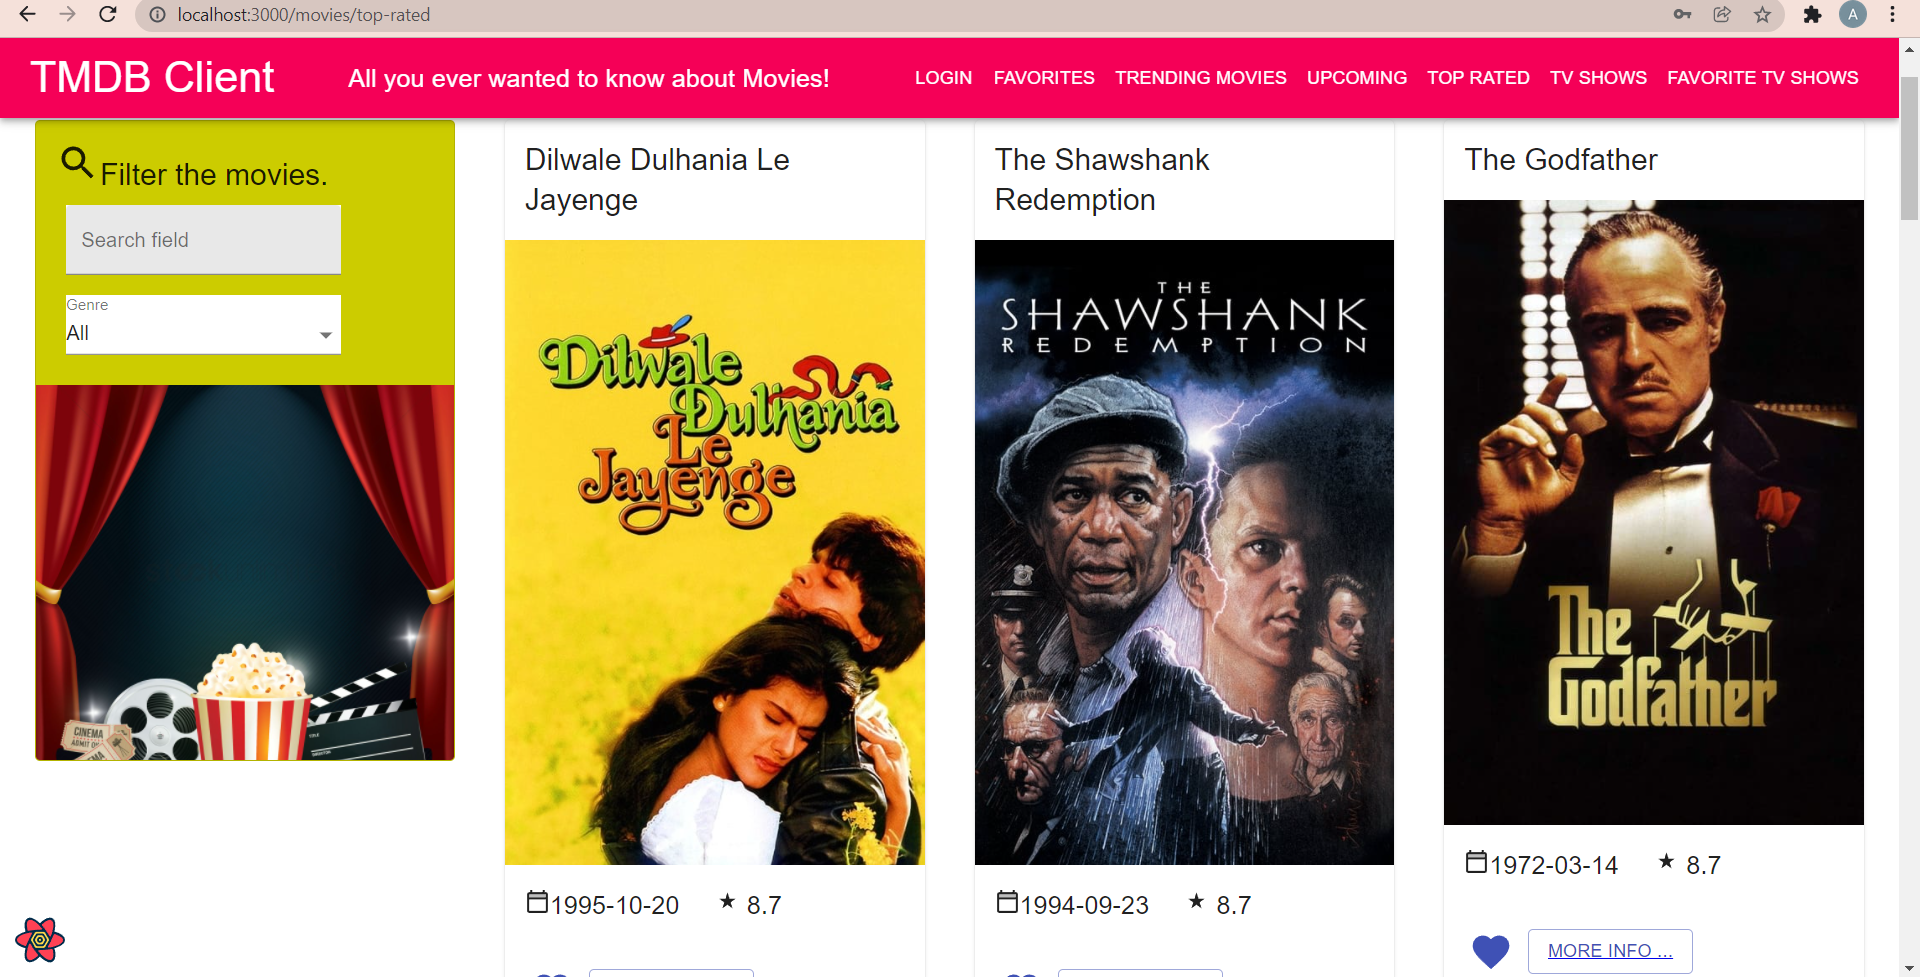 localhost:3000/movies/top-rated
A
TMDB Client
All you ever wanted to know about Movies!
LOGIN
FAVORITES
TRENDING MOVIES
UPCOMING
TOP RATED
TV SHOWS
FAVORITE TV SHOWS
Filter the movies.
Search field
Genre
All
CINEMA
ADMIT ONE
TITLE
DIRECTOR
Dilwale Dulhania Le
Jayenge
Dilwale
Dulhania
Le
Jayenge
1995-10-20
8.7
The Shawshank
Redemption
THE
SHAWSHANK
REDEMPTION
1994-09-23
8.7
The Godfather
The
Godfather
1972-03-14
8.7
MORE INFO ...